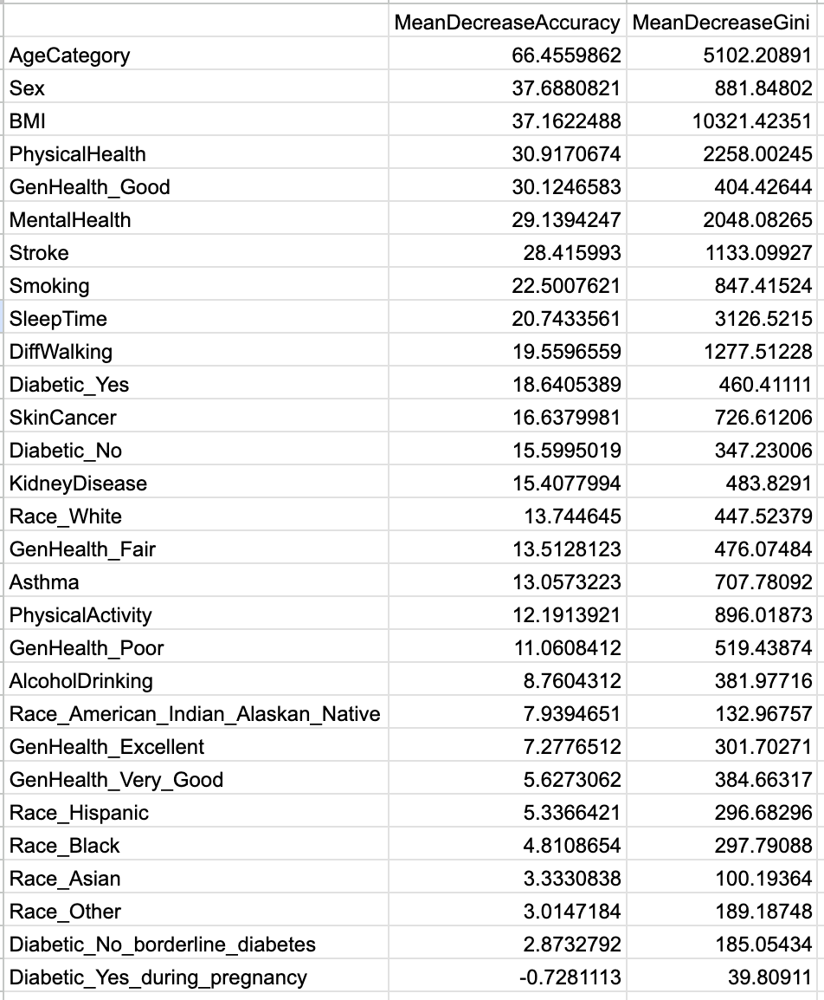 MeanDecreaseAccuracy MeanDecreaseGini
AgeCategory 66.4559862 5102.20891
Sex 37.6880821 881.84802
BMI 37.1622488 10321.42351
PhysicalHealth 30.9170674 2258.00245
GenHealth_Good 30.1246583 404.42644
MentalHealth 29.1394247 2048.08265
Stroke 28.415993 1133.09927
Smoking 22.5007621 847.41524
SleepTime 20.7433561 3126.5215
DiffWalking 19.5596559 1277.51228
Diabetic_Yes 18.6405389 460.41111
SkinCancer 16.6379981 726.61206
Diabetic_No 15.5995019 347.23006
KidneyDisease 15.4077994 483.8291
Race_White 13.744645 447.52379
GenHealth_Fair 13.5128123 476.07484
Asthma 13.0573223 707.78092
PhysicalActivity 12.1913921 896.01873
GenHealth_Poor 11.0608412 519.43874
AlcoholDrinking 8.7604312 381.97716
Race_American_Indian_Alaskan_Native 7.9394651 132.96757
GenHealth_Excellent 7.2776512 301.70271
GenHealth_Very_Good 5.6273062 384.66317
Race_Hispanic 5.3366421 296.68296
Race_Black 4.8108654 297.79088
Race_Asian 3.3330838 100.19364
Race_Other 3.0147184 189.18748
Diabetic_No_borderline_diabetes 2.8732792 185.05434
Diabetic_Yes_during_pregnancy -0.7281113 39.80911